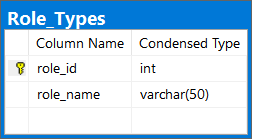 Role_Types
Column Name Condensed Type
role_id int
role_name varchar(50)